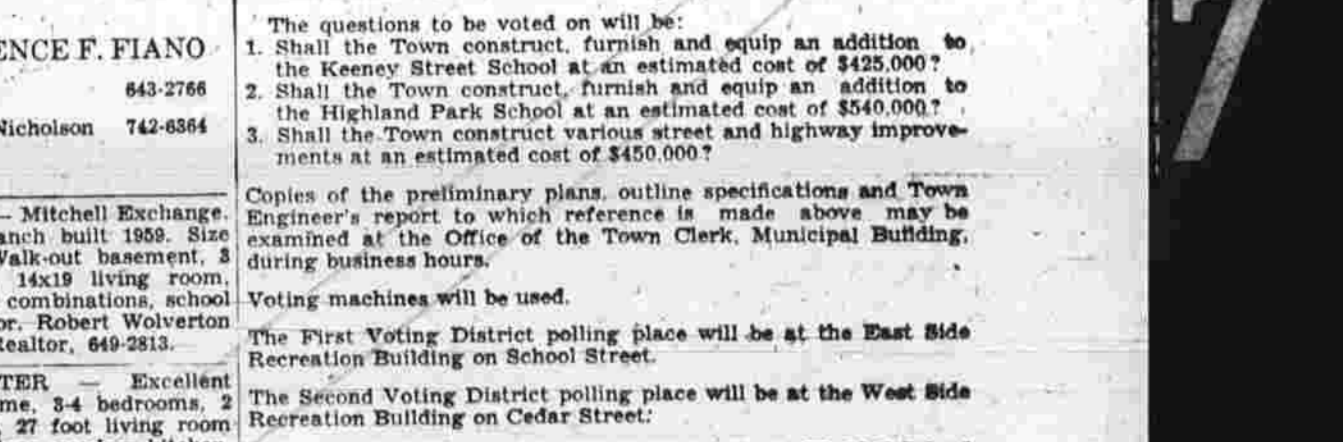 ENCE F. FIANO
643-2766
Nicholson 742-6364
— Mitchell Exchange.
anch built 1959. Size
Walk-out basement, 3
14x19 living room,
combinations, school
or. Robert Wolverton
Realtor, 649-2813.
TER — Excellent
me, 3-4 bedrooms, 2
27 foot living room
The questions to be voted on will be:
1. Shall the Town construct, furnish and equip an addition to
the Keeney Street School at an estimated cost of $425,000?
2. Shall the Town construct, furnish and equip an addition to
the Highland Park School at an estimated cost of $540,000?
3. Shall the Town construct various street and highway improve-
ments at an estimated cost of $450,000?
Copies of the preliminary plans, outline specifications and Town
Engineer's report to which reference is made above may be
examined at the Office of the Town Clerk, Municipal Building,
during business hours.
Voting machines will be used.
The First Voting District polling place will be at the East Side
Recreation Building on School Street.
The Second Voting District polling place will be at the West Side
Recreation Building on Cedar Street.
7